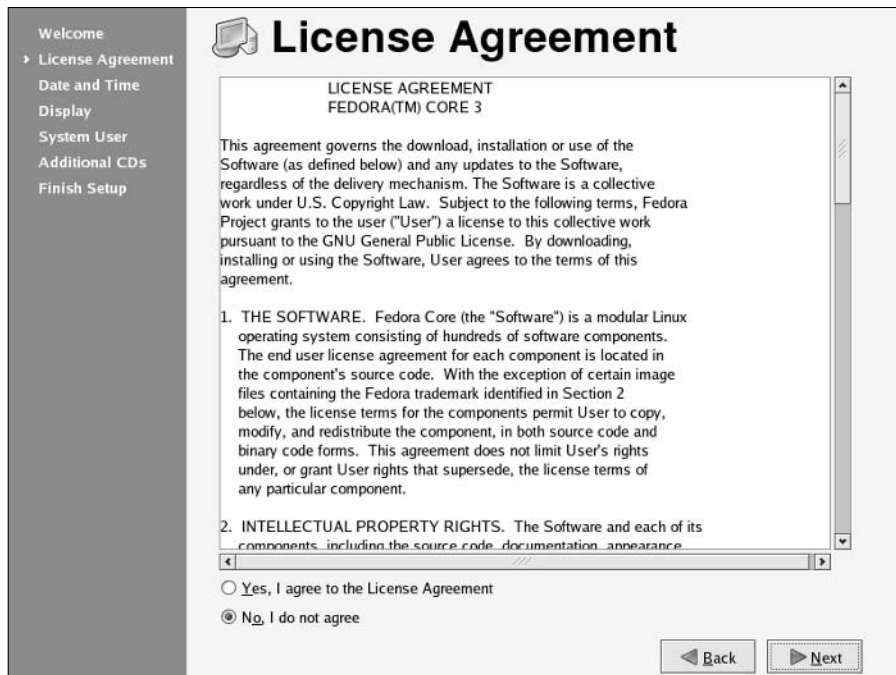 Welcome
License Agreement
Date and Time
Display
System User
Additional CDs
Finish Setup
License Agreement
LICENSE AGREEMENT
FEDORA(TM) CORE 3
This agreement governs the download, installation or use of the
Software (as defined below) and any updates to the Software,
regardless of the delivery mechanism. The Software is a collective
work under U.S. Copyright Law. Subject to the following terms, Fedora
Project grants to the user ("User") a license to this collective work
pursuant to the GNU General Public License. By downloading,
installing or using the Software, User agrees to the terms of this
agreement.
1. THE SOFTWARE. Fedora Core (the "Software") is a modular Linux
operating system consisting of hundreds of software components.
The end user license agreement for each component is located in
the component's source code. With the exception of certain image
files containing the Fedora trademark identified in Section 2
below, the license terms for the components permit User to copy,
modify, and redistribute the component, in both source code and
binary code forms. This agreement does not limit User's rights
under, or grant User rights that supersede, the license terms of
any particular component.
2. INTELLECTUAL PROPERTY RIGHTS. The Software and each of its
components, including the source code, documentation, appearance
Yes, I agree to the License Agreement
No, I do not agree
Back
Next